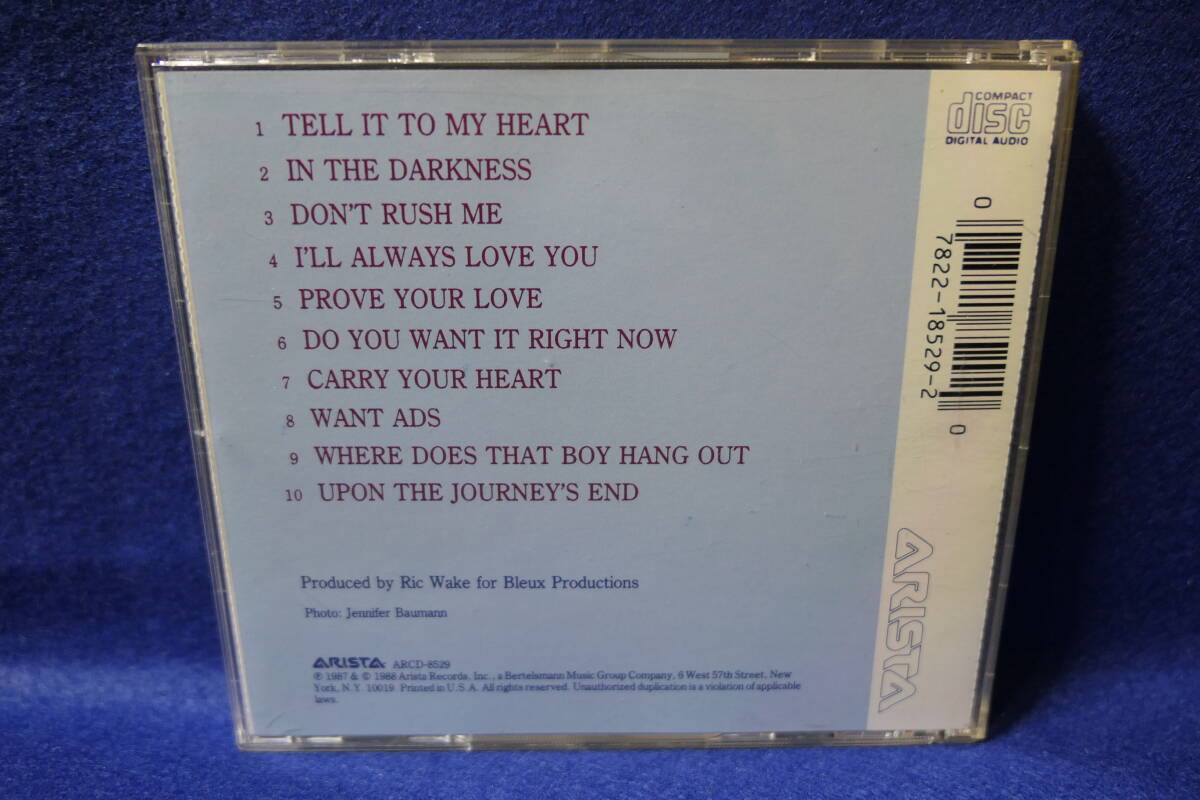 1 TELL IT TO MY HEART
2 IN THE DARKNESS
3 DON'T RUSH ME
4 I'LL ALWAYS LOVE YOU
5 PROVE YOUR LOVE
6 DO YOU WANT IT RIGHT NOW
7 CARRY YOUR HEART
8 WANT ADS
9 WHERE DOES THAT BOY HANG OUT
10 UPON THE JOURNEY'S END
Produced by Ric Wake for Bleux Productions
Photo: Jennifer Baumann
ARISTA ARCD-8529
℗ 1987 & © 1988 Arista Records, Inc., a Bertelsmann Music Group Company, 6 West 57th Street, New
York, N.Y. 10019 Printed in U.S.A. All rights reserved. Unauthorized duplication is a violation of applicable
laws.
COMPACT
disc
DIGITAL AUDIO
0 7822-18529-2 0
ARISTA